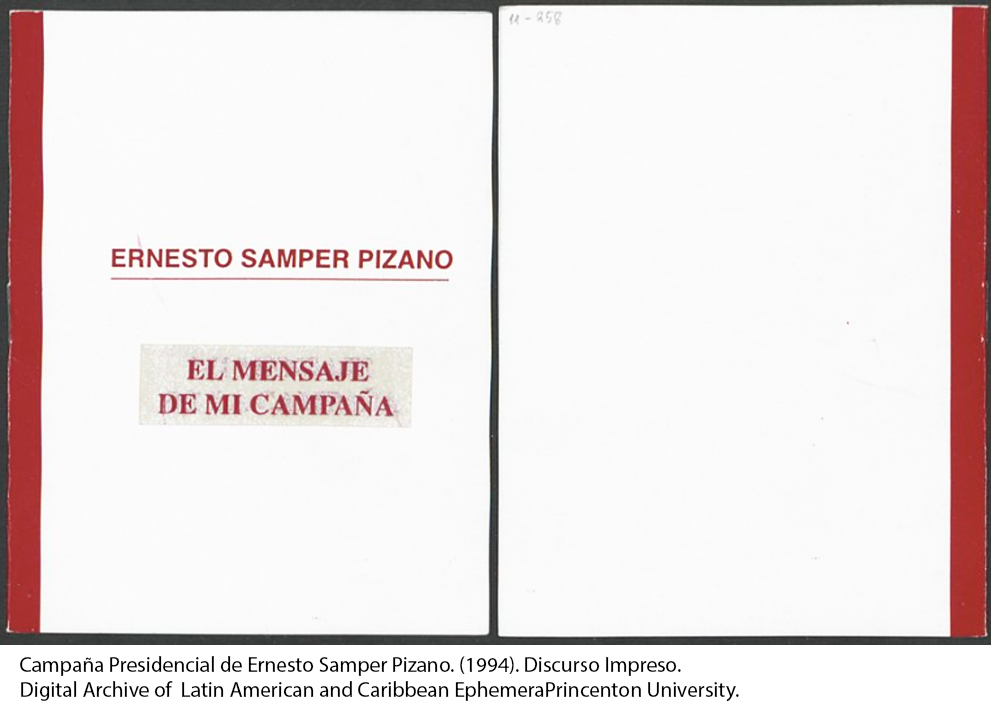 11-258
ERNESTO SAMPER PIZANO
EL MENSAJE
DE MI CAMPAÑA
Campaña Presidencial de Ernesto Samper Pizano. (1994). Discurso Impreso.
Digital Archive of Latin American and Caribbean EphemeraPrincenton University.